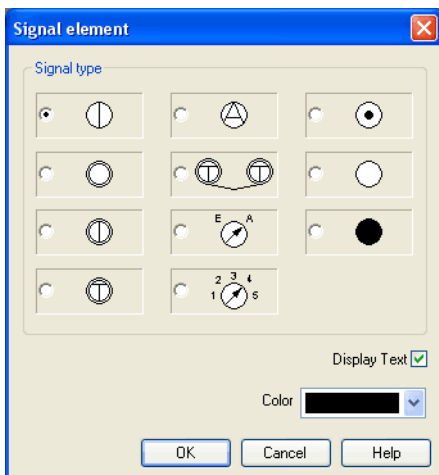 Signal element
Signal type
A
T T
E A
T
1 2 3 4 5
Display Text
Color
OK Cancel Help